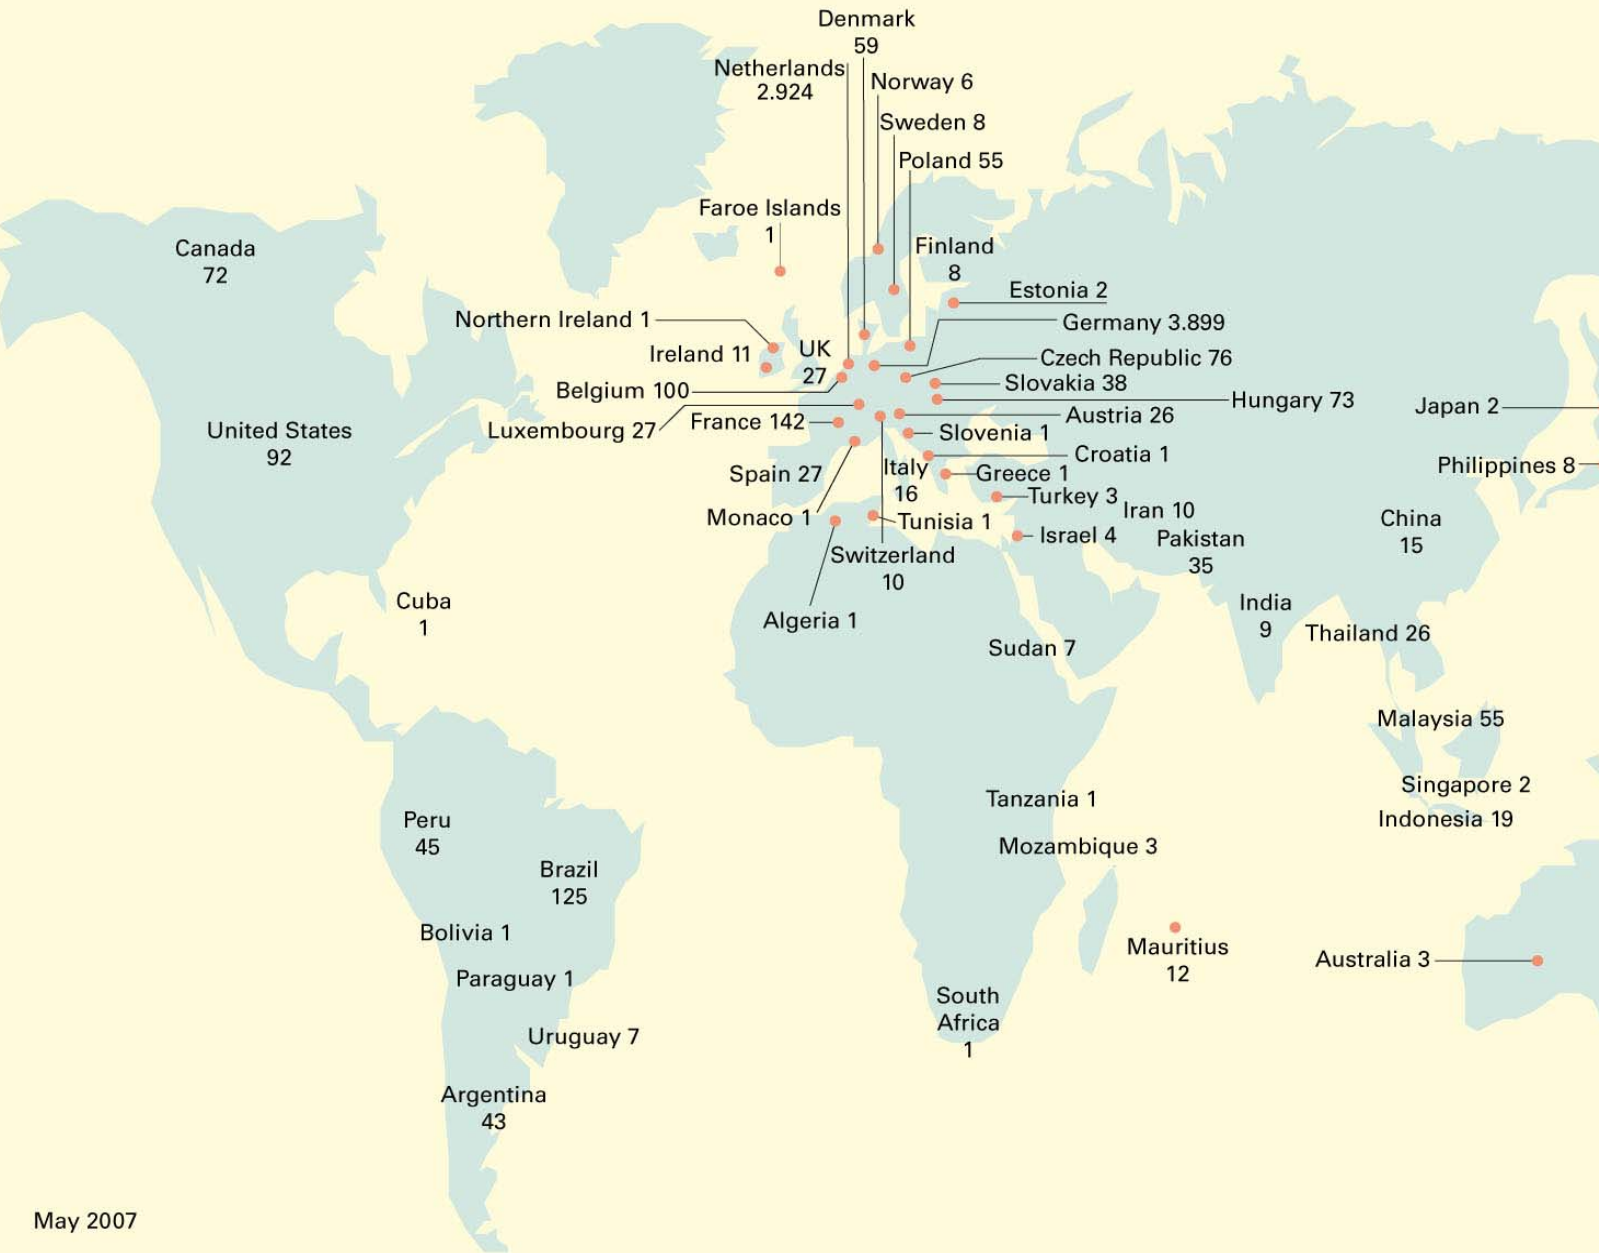 Denmark
59
Netherlands
2.924
Norway 6
Sweden 8
Poland 55
Faroe Islands
1
Canada
72
Finland
8
Estonia 2
Northern Ireland 1
Germany 3.899
Ireland 11
UK
27
Czech Republic 76
Belgium 100
Slovakia 38
Hungary 73
Japan 2
Luxembourg 27
France 142
Austria 26
United States
92
Slovenia 1
Croatia 1
Spain 27
Italy
16
Greece 1
Philippines 8
Turkey 3
Monaco 1
Tunisia 1
Iran 10
China
15
Israel 4
Pakistan
35
Switzerland
10
Cuba
1
Algeria 1
India
9
Thailand 26
Sudan 7
Malaysia 55
Singapore 2
Tanzania 1
Indonesia 19
Peru
45
Mozambique 3
Brazil
125
Bolivia 1
Mauritius
12
Australia 3
Paraguay 1
South
Africa
1
Uruguay 7
Argentina
43
May 2007